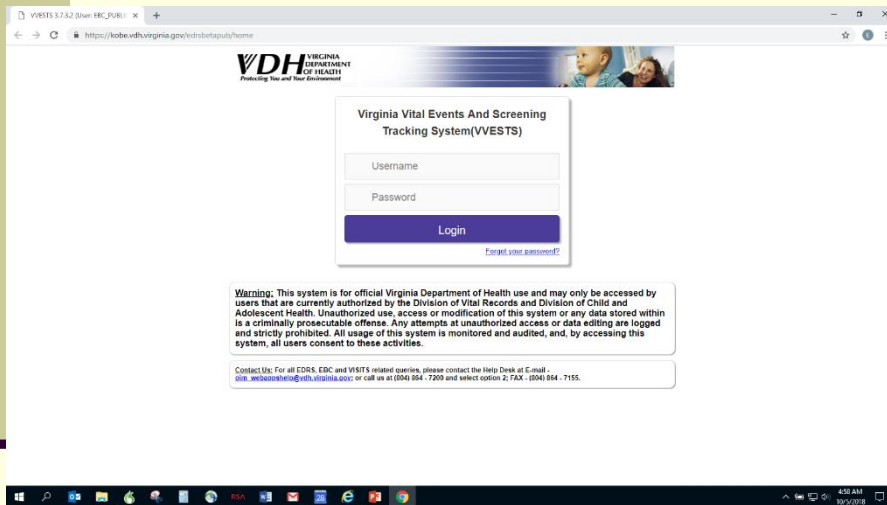 VVESTS 3.7.3.2 (User: EBC_PUBLI
https://kobe.vdh.virginia.gov/edrsbetapub/home
VDH VIRGINIA
DEPARTMENT
OF HEALTH
Protecting You and Your Environment
Virginia Vital Events And Screening
Tracking System(VVESTS)
Username
Password
Login
Forgot your password?
Warning: This system is for official Virginia Department of Health use and may only be accessed by
users that are currently authorized by the Division of Vital Records and Division of Child and
Adolescent Health. Unauthorized use, access or modification of this system or any data stored within
is a criminally prosecutable offense. Any attempts at unauthorized access or data editing are logged
and strictly prohibited. All usage of this system is monitored and audited, and, by accessing this
system, all users consent to these activities.
Contact Us: For all EDRS, EBC and VISITS related queries, please contact the Help Desk at E-mail -
oim_webappshelp@vdh.virginia.gov; or call us at (804) 864 - 7200 and select option 2; FAX - (804) 864 - 7155.
RSA
28
4:58 AM
10/5/2018